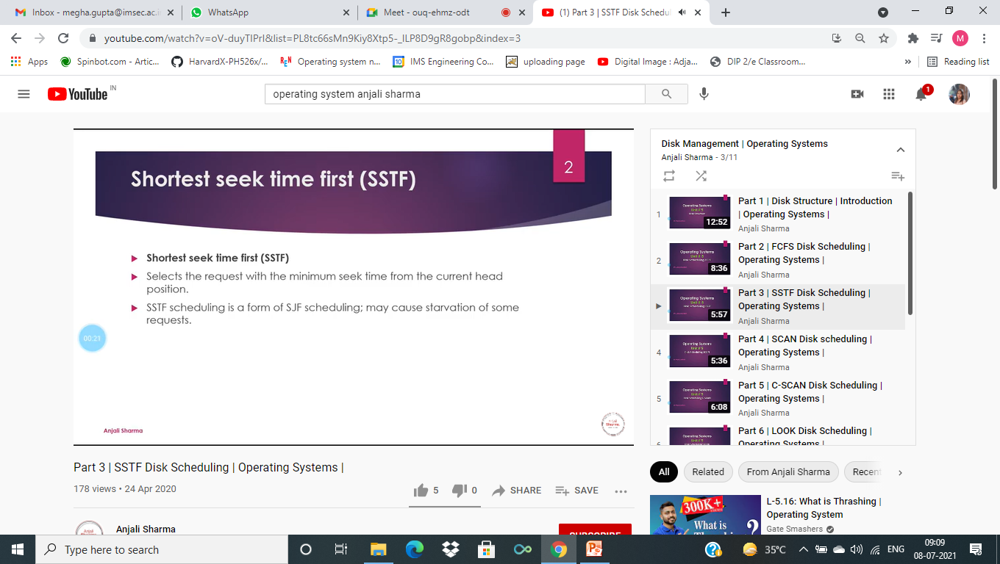 Inbox - megha.gupta@imsec.ac.i
WhatsApp
Meet - ouq-ehmz-odt
(1) Part 3 | SSTF Disk Schedul
youtube.com/watch?v=oV-duyTIPrI&list=PL8tc66sMn9Kiy8Xtp5-_ILP8D9gR8gobp&index=3
M
Apps
Spinbot.com - Artic...
HarvardX-PH526x/...
Operating system n...
10
IMS Engineering Co...
uploading page
Digital Image : Adja...
DIP 2/e Classroom...
»
Reading list
YouTube IN
operating system anjali sharma
1
2
Shortest seek time first (SSTF)
Shortest seek time first (SSTF)
Selects the request with the minimum seek time from the current head
position.
SSTF scheduling is a form of SJF scheduling; may cause starvation of some
requests.
00:21
Anjali Sharma
Part 3 | SSTF Disk Scheduling | Operating Systems |
178 views • 24 Apr 2020
5
0
SHARE
SAVE
Anjali Sharma
SUBSCRIBE
Disk Management | Operating Systems
Anjali Sharma - 3/11
1
12:52
Part 1 | Disk Structure | Introduction
| Operating Systems |
Anjali Sharma
2
8:36
Part 2 | FCFS Disk Scheduling |
Operating Systems |
Anjali Sharma
5:57
Part 3 | SSTF Disk Scheduling |
Operating Systems |
Anjali Sharma
4
5:36
Part 4 | SCAN Disk scheduling |
Operating Systems |
Anjali Sharma
5
6:08
Part 5 | C-SCAN Disk Scheduling |
Operating Systems |
Anjali Sharma
6
Part 6 | LOOK Disk Scheduling |
Operating Systems |
All
Related
From Anjali Sharma
Recent
300K+
What is
L-5.16: What is Thrashing |
Operating System
Gate Smashers
Type here to search
35°C
ENG
09:09
08-07-2021